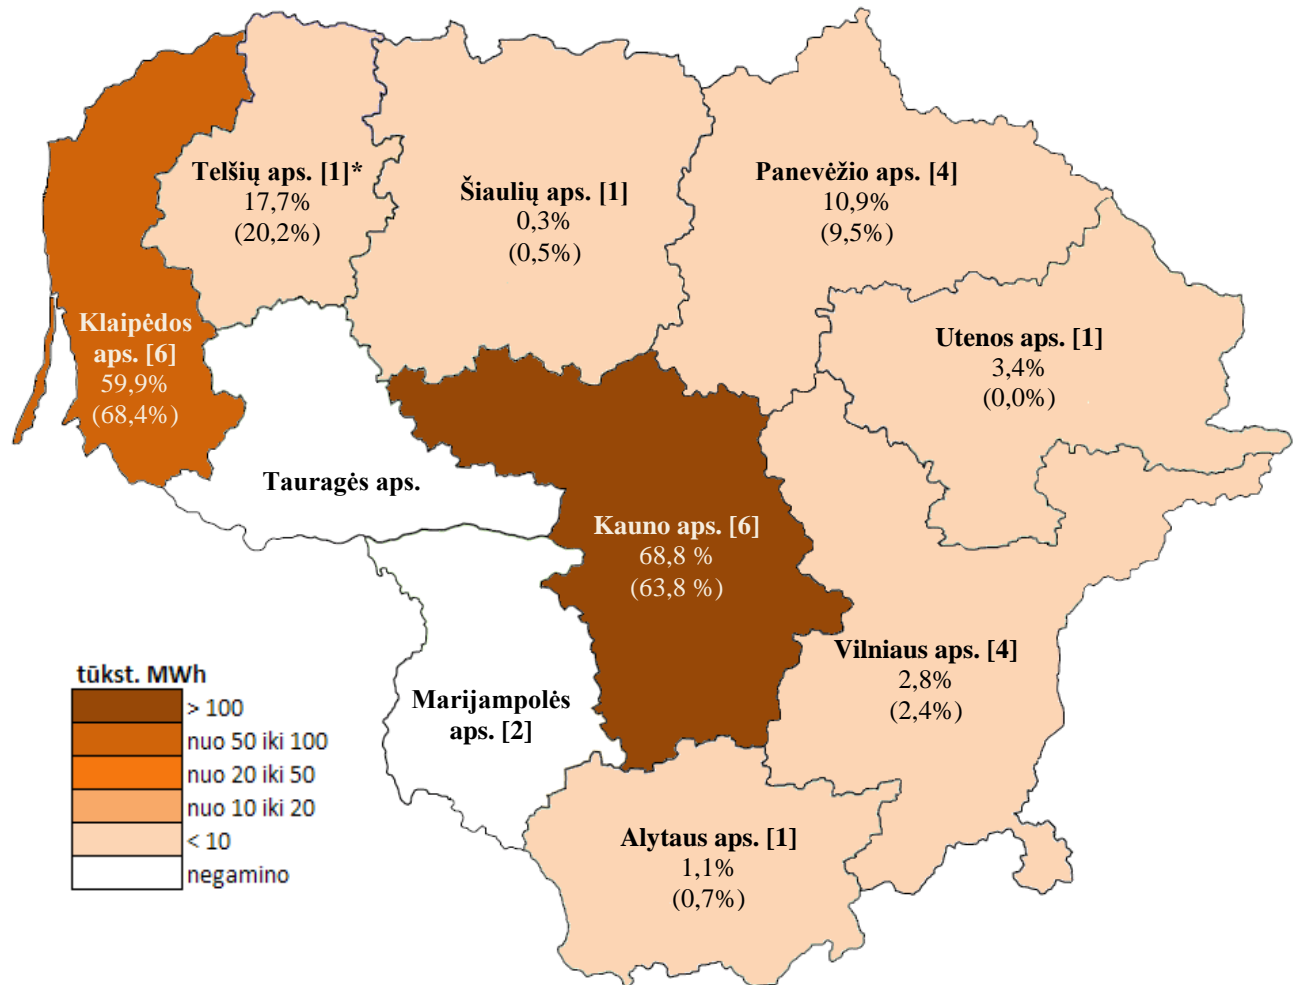 Telšių aps. [1]*
17,7%
(20,2%)
Šiaulių aps. [1]
0,3%
(0,5%)
Panevėžio aps. [4]
10,9%
(9,5%)
Klaipėdos
aps. [6]
59,9%
(68,4%)
Utenos aps. [1]
3,4%
(0,0%)
Tauragės aps.
Kauno aps. [6]
68,8 %
(63,8 %)
Vilniaus aps. [4]
2,8%
(2,4%)
Marijampolės
aps. [2]
Alytaus aps. [1]
1,1%
(0,7%)
tūkst. MWh
> 100
nuo 50 iki 100
nuo 20 iki 50
nuo 10 iki 20
< 10
negamino